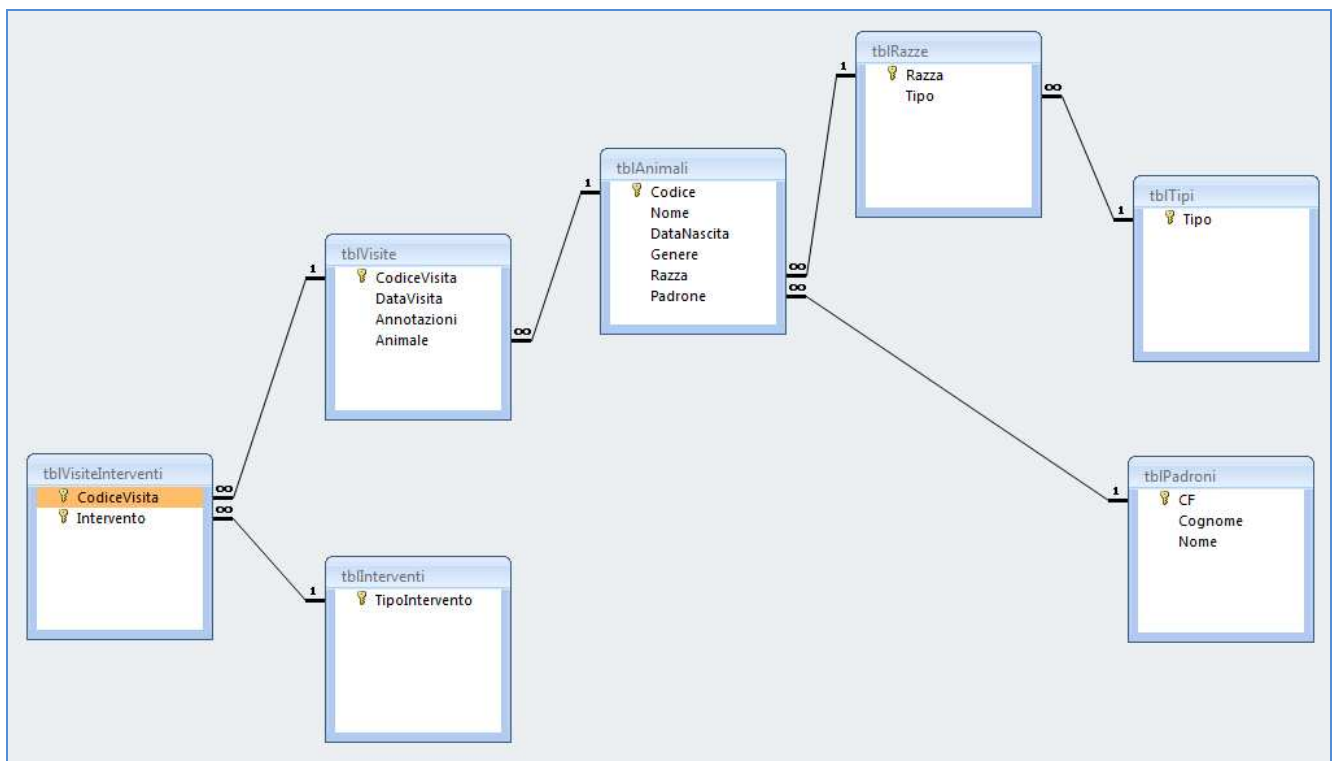 tblRazze
Razza
Tipo
1
∞
tblAnimali
Codice
Nome
DataNascita
Genere
Razza
Padrone
1
∞
∞
tblTipi
Tipo
1
tblVisite
CodiceVisita
DataVisita
Annotazioni
Animale
1
∞
tblVisiteInterventi
CodiceVisita
Intervento
∞
∞
tblInterventi
TipoIntervento
1
tblPadroni
CF
Cognome
Nome
1